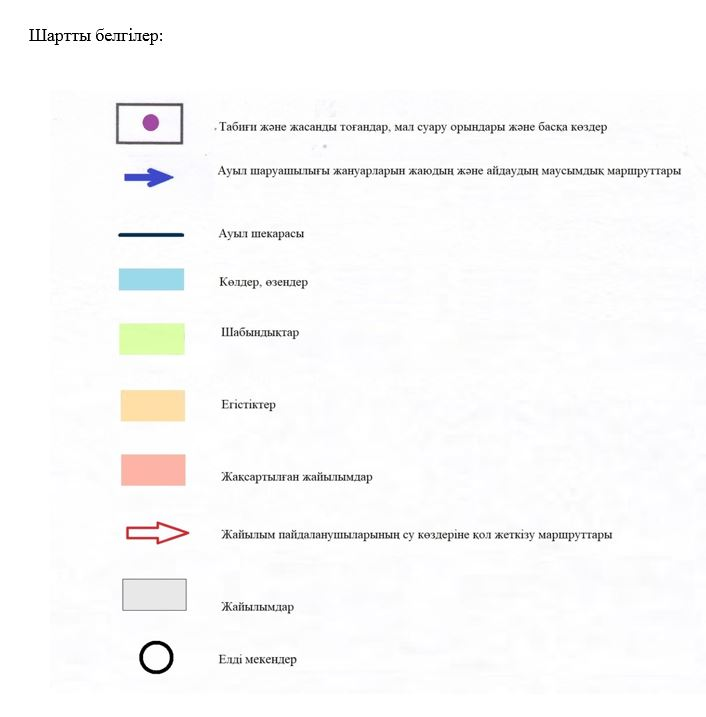 Шартты белгілер:
Табиғи және жасанды тоғандар, мал суару орындары және басқа көздер
Ауыл шаруашылығы жануарларын жаюдың және айдаудың маусымдық маршруттары
Ауыл шекарасы
Көлдер, өзендер
Шабындықтар
Егістіктер
Жақсартылған жайылымдар
Жайылым пайдаланушыларының су көздеріне қол жеткізу маршруттары
Жайылымдар
Елді мекендер